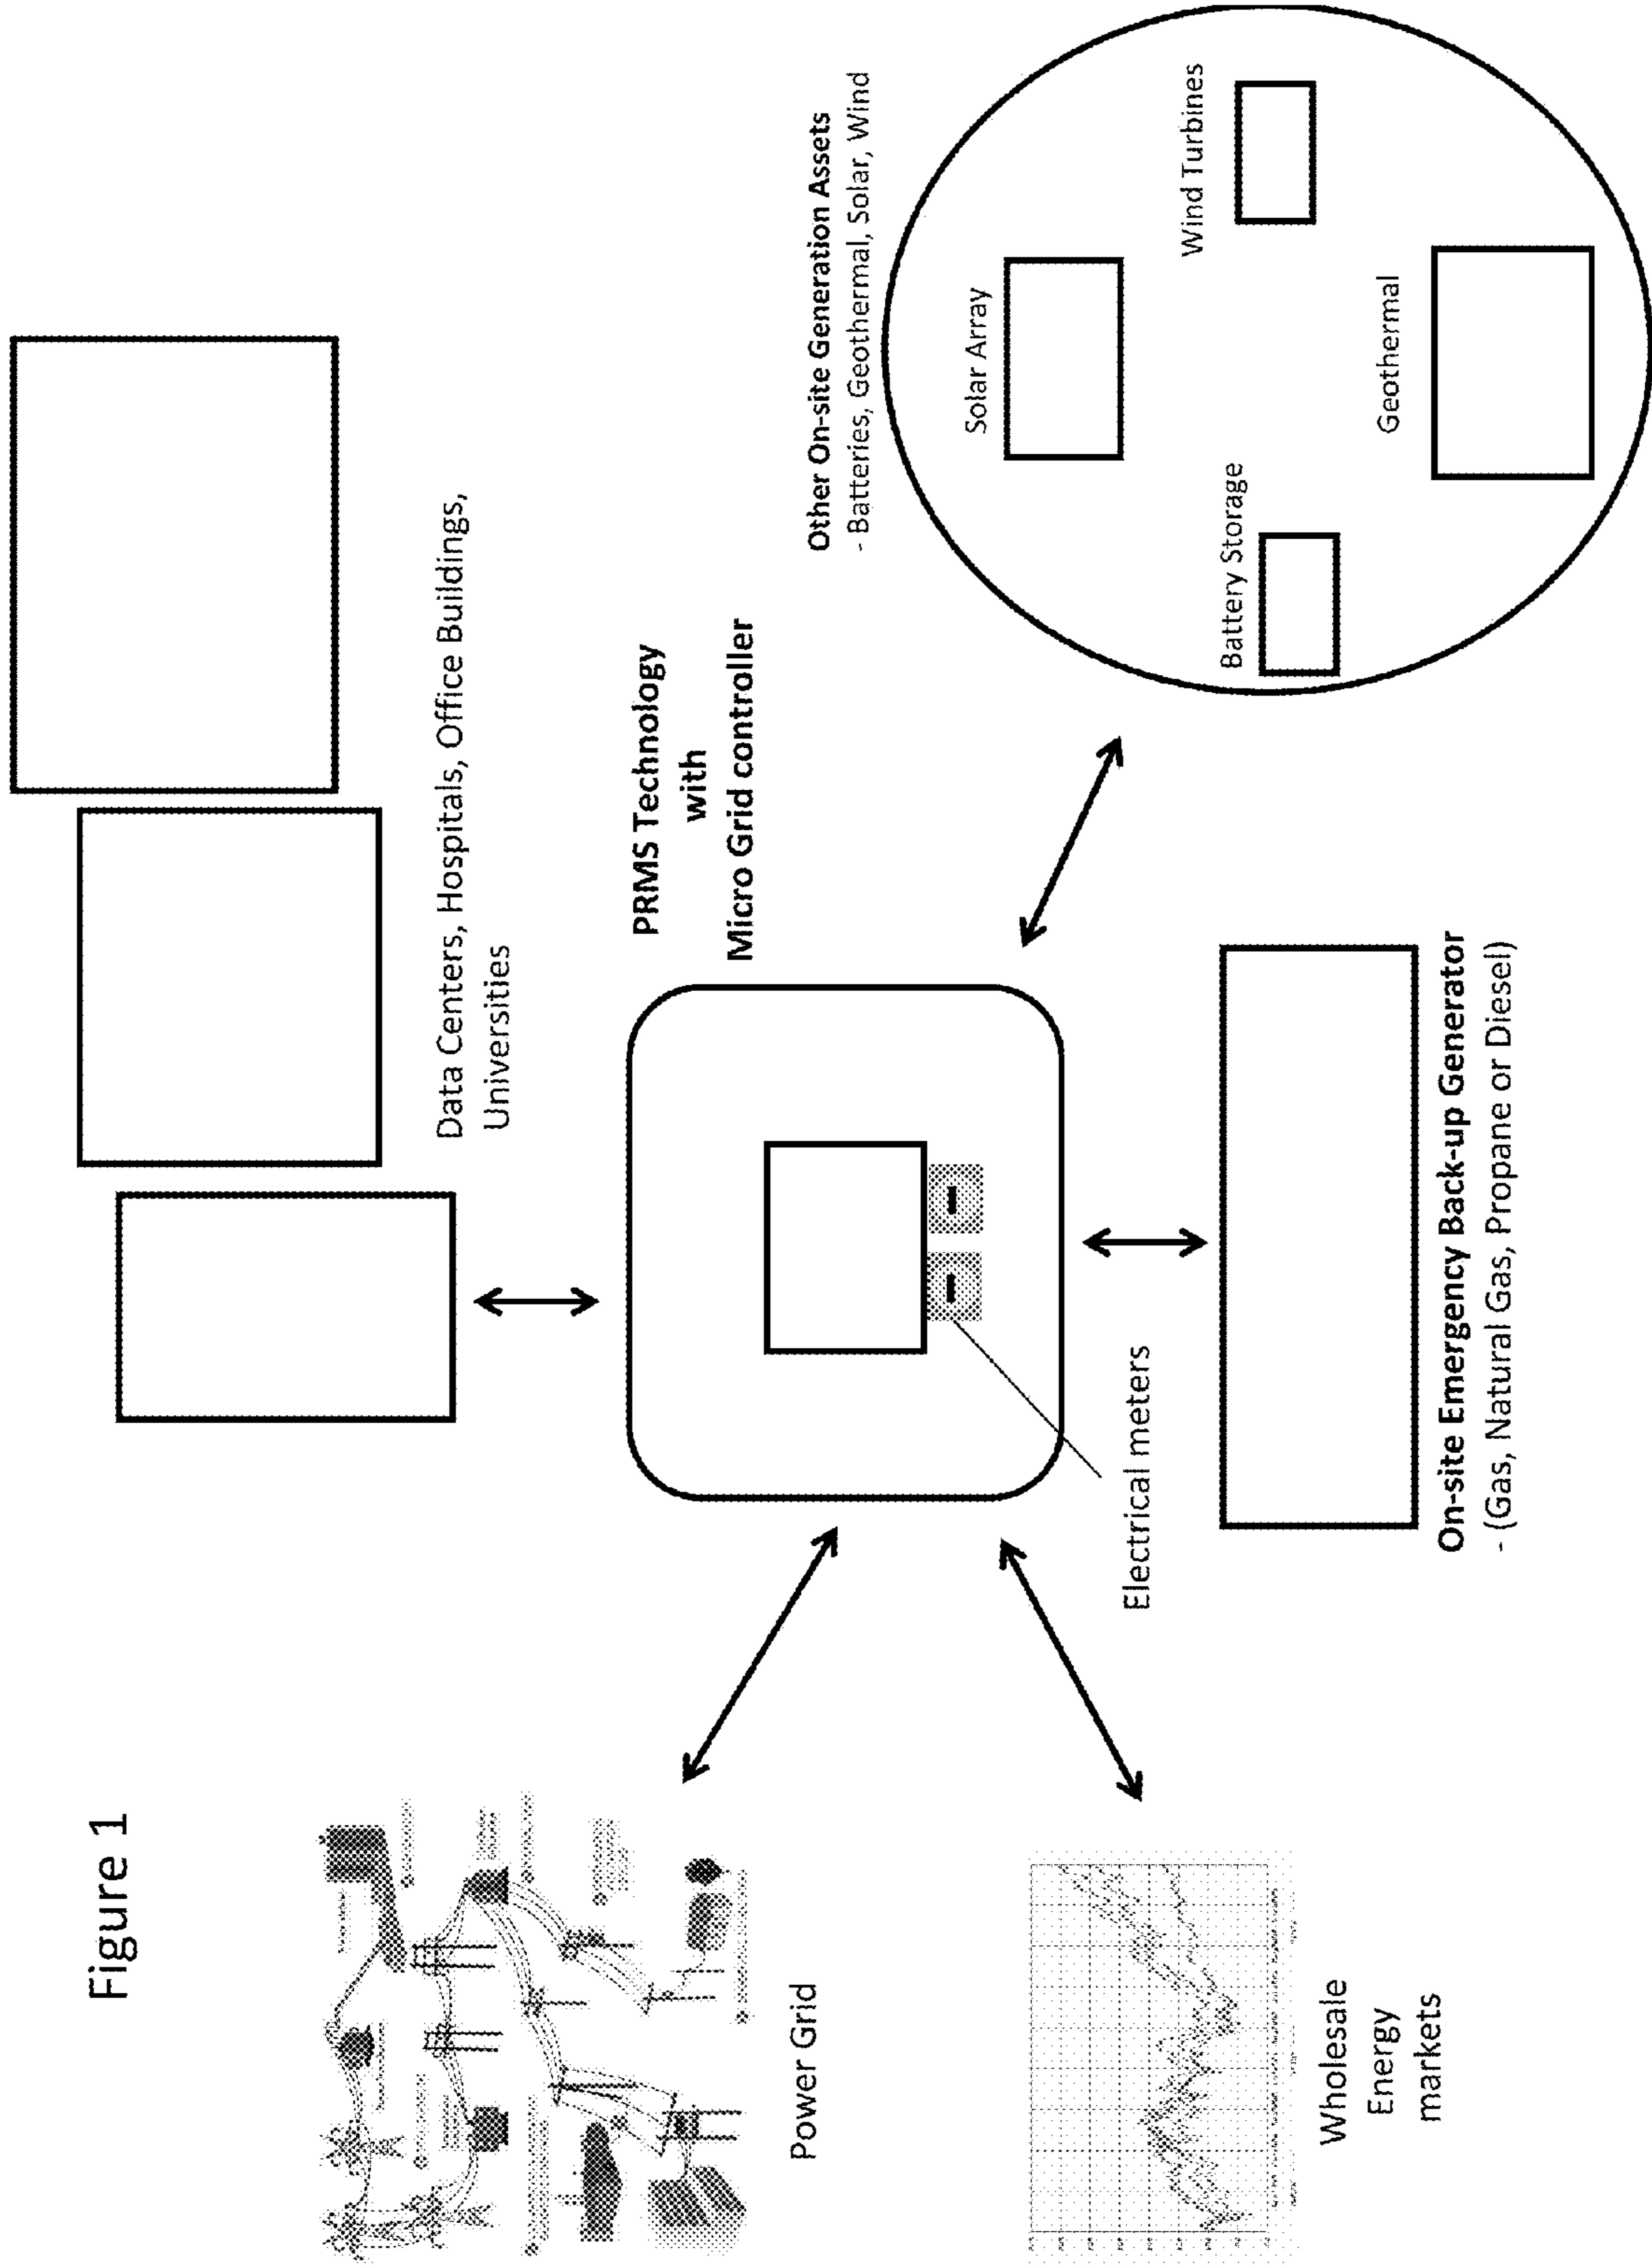 Figure 1
Data Centers, Hospitals, Office Buildings,
Universities
PRMS Technology
with
Micro Grid controller
Other On-site Generation Assets
- Batteries, Geothermal, Solar, Wind
Solar Array
Wind Turbines
Battery Storage
Geothermal
Power Grid
Electrical meters
Wholesale
Energy
markets
On-site Emergency Back-up Generator
- (Gas, Natural Gas, Propane or Diesel)